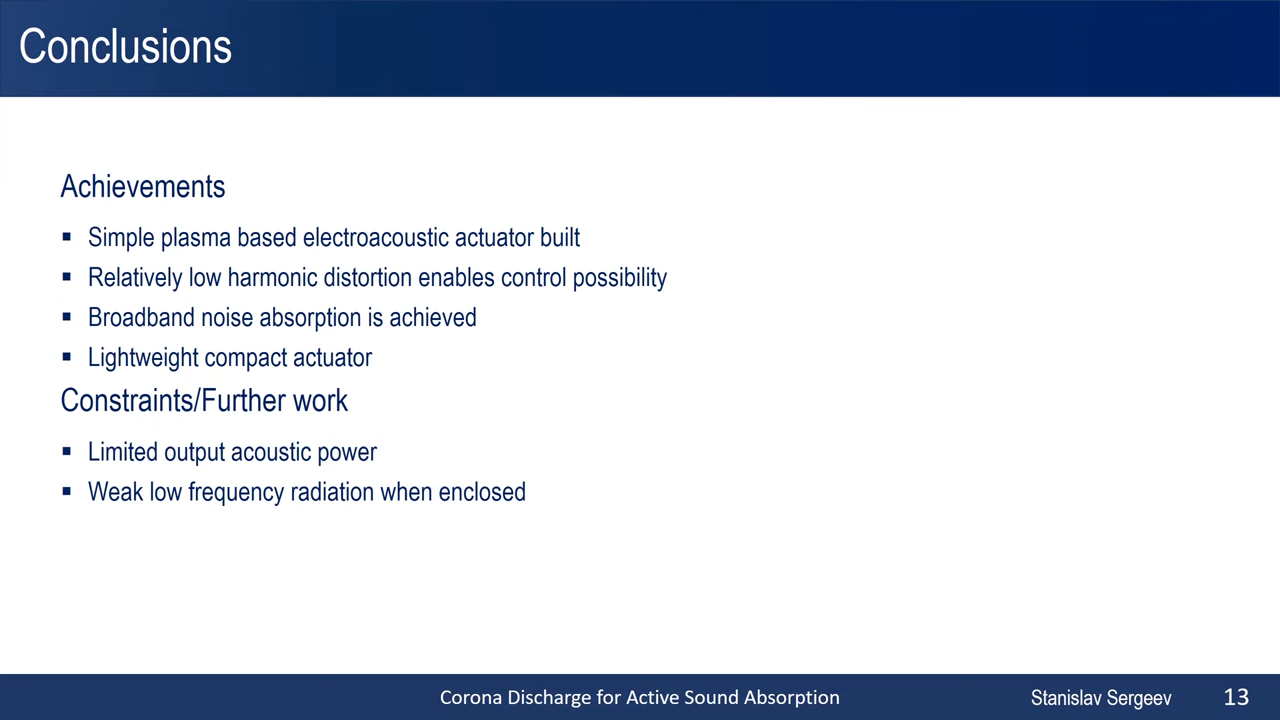 Conclusions
Achievements
▪ Simple plasma based electroacoustic actuator built
▪ Relatively low harmonic distortion enables control possibility
▪ Broadband noise absorption is achieved
▪ Lightweight compact actuator
Constraints/Further work
▪ Limited output acoustic power
▪ Weak low frequency radiation when enclosed
Corona Discharge for Active Sound Absorption
Stanislav Sergeev
13